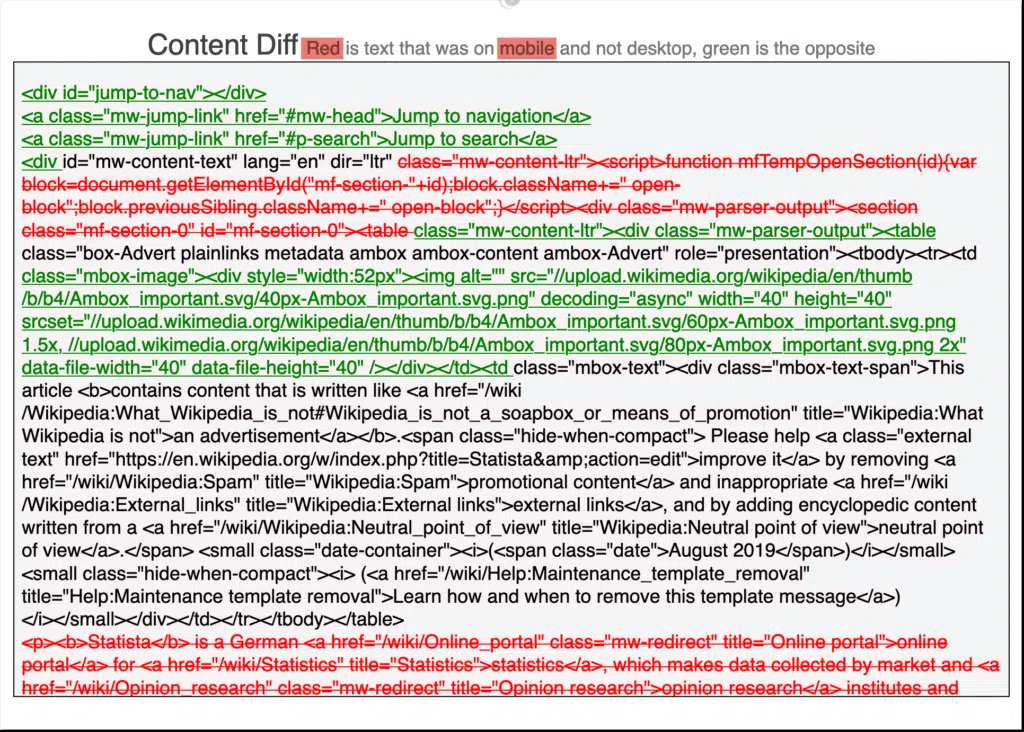 Content Diff Red is text that was on mobile and not desktop, green is the opposite
<div id="jump-to-nav"></div>
<a class="mw-jump-link" href="#mw-head">Jump to navigation</a>
<a class="mw-jump-link" href="#p-search">Jump to search</a>
<div id="mw-content-text" lang="en" dir="ltr" class="mw-content-ltr"><script>function mfTempOpenSection(id){var
block=document.getElementById("mf-section-"+id);block.className+=" open-
block";block.previousSibling.className+=" open-block";}</script><div class="mw-parser-output"><section
class="mf-section-0" id="mf-section-0"><table class="mw-content-ltr"><div class="mw-parser-output"><table
class="box-Advert plainlinks metadata ambox ambox-content ambox-Advert" role="presentation"><tbody><tr><td
class="mbox-image"><div style="width:52px"><img alt="" src="//upload.wikimedia.org/wikipedia/en/thumb
/b/b4/Ambox_important.svg/40px-Ambox_important.svg.png" decoding="async" width="40" height="40"
srcset="//upload.wikimedia.org/wikipedia/en/thumb/b/b4/Ambox_important.svg/60px-Ambox_important.svg.png
1.5x, //upload.wikimedia.org/wikipedia/en/thumb/b/b4/Ambox_important.svg/80px-Ambox_important.svg.png 2x"
data-file-width="40" data-file-height="40" /></div></td><td class="mbox-text"><div class="mbox-text-span">This
article <b>contains content that is written like <a href="/wiki
/Wikipedia:What_Wikipedia_is_not#Wikipedia_is_not_a_soapbox_or_means_of_promotion" title="Wikipedia:What
Wikipedia is not">an advertisement</a></b>.<span class="hide-when-compact"> Please help <a class="external
text" href="https://en.wikipedia.org/w/index.php?title=Statista&amp;action=edit">improve it</a> by removing <a
href="/wiki/Wikipedia:Spam" title="Wikipedia:Spam">promotional content</a> and inappropriate <a href="/wiki
/Wikipedia:External_links" title="Wikipedia:External links">external links</a>, and by adding encyclopedic content
written from a <a href="/wiki/Wikipedia:Neutral_point_of_view" title="Wikipedia:Neutral point of view">neutral point
of view</a>.</span> <small class="date-container"><i>(<span class="date">August 2019</span>)</i></small>
<small class="hide-when-compact"><i> (<a href="/wiki/Help:Maintenance_template_removal"
title="Help:Maintenance template removal">Learn how and when to remove this template message</a>)
</i></small></div></td></tr></tbody></table>
<p><b>Statista</b> is a German <a href="/wiki/Online_portal" class="mw-redirect" title="Online portal">online
portal</a> for <a href="/wiki/Statistics" title="Statistics">statistics</a>, which makes data collected by market and <a
href="/wiki/Opinion_research" class="mw-redirect" title="Opinion research">opinion research</a> institutes and